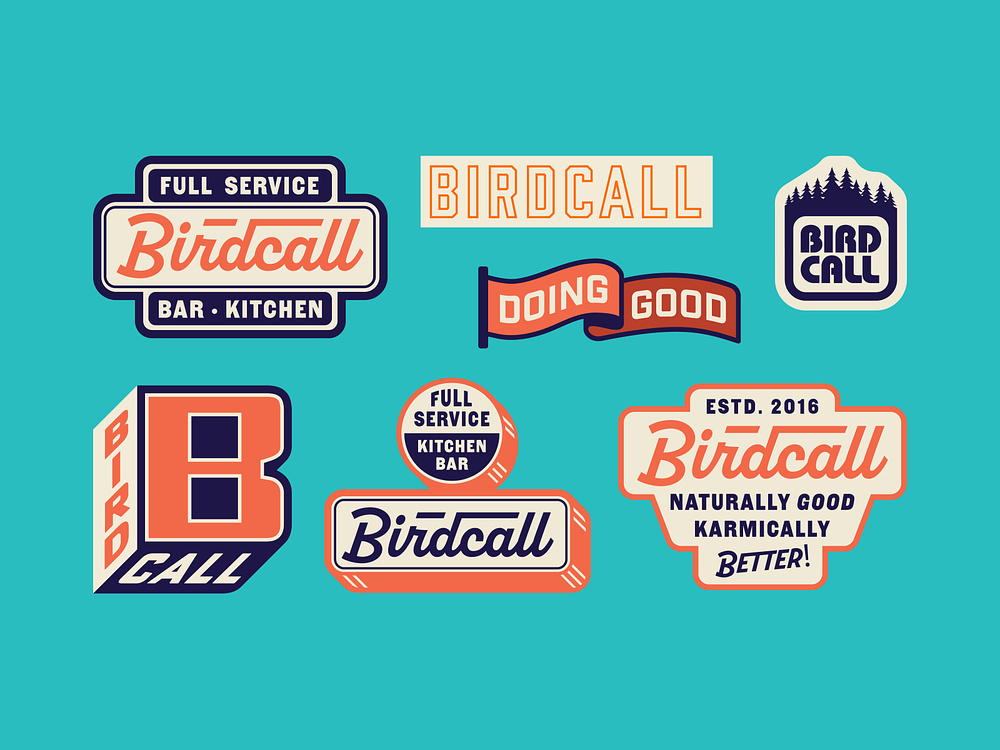 FULL SERVICE
Birdcall
BAR · KITCHEN
BIRDCALL
DOING GOOD
BIRD
CALL
B
BIRD
CALL
FULL
SERVICE
KITCHEN
BAR
Birdcall
ESTD. 2016
Birdcall
NATURALLY GOOD
KARMICALLY
BETTER!